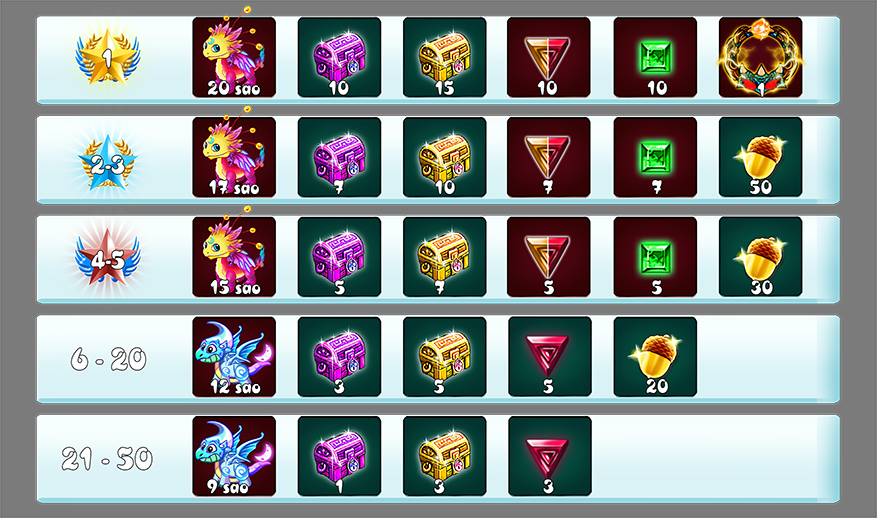 1 20 sao 10 15 10 10 1
2-3 17 sao 7 10 7 7 50
4-5 15 sao 5 7 5 5 30
6 - 20 12 sao 3 5 5 20
21 - 50 9 sao 1 3 3